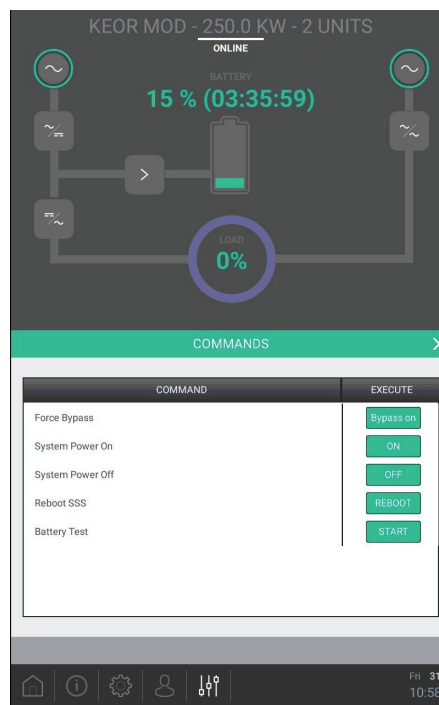 KEOR MOD - 250.0 KW - 2 UNITS
ONLINE
BATTERY
15 % (03:35:59)
LOAD
0%
COMMANDS
COMMAND EXECUTE
Force Bypass Bypass on
System Power On ON
System Power Off OFF
Reboot SSS REBOOT
Battery Test START
Fri 31
10:58